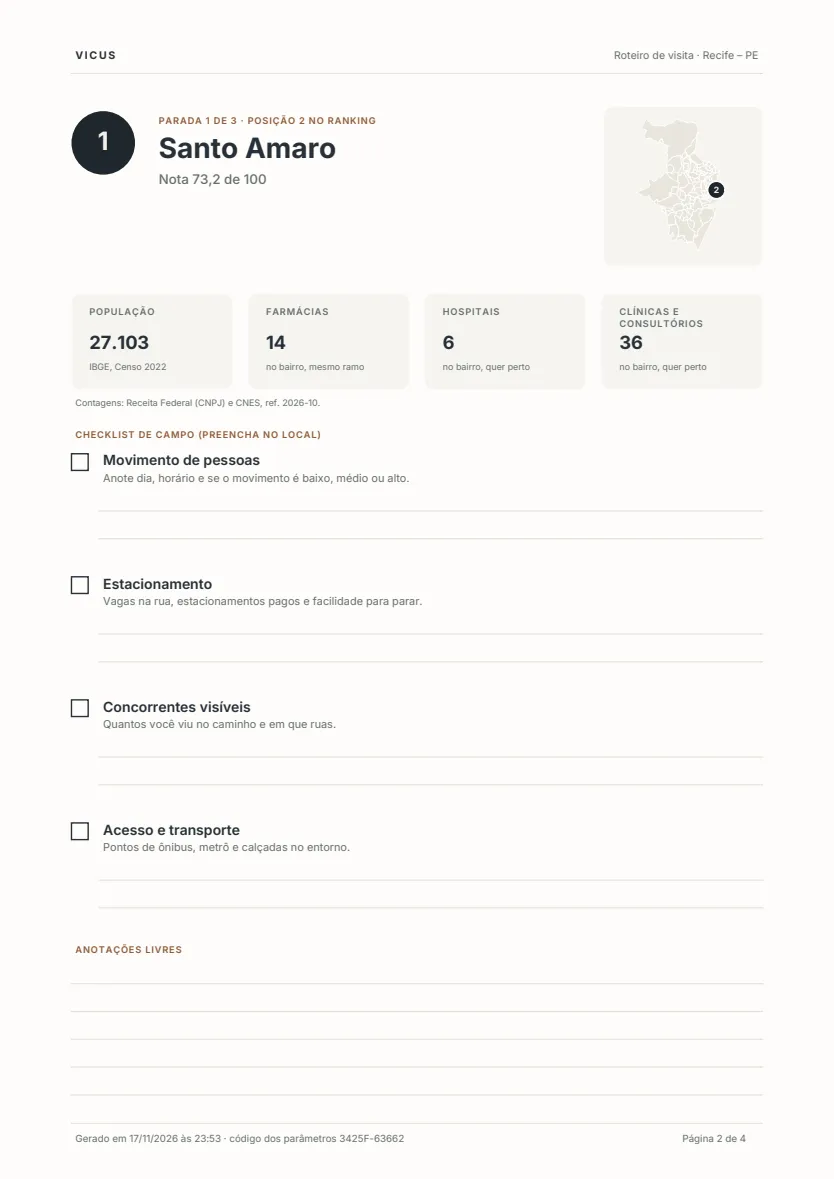 VICUS
Roteiro de visita · Recife – PE
1
PARADA 1 DE 3 · POSIÇÃO 2 NO RANKING
Santo Amaro
Nota 73,2 de 100
2
POPULAÇÃO
27.103
IBGE, Censo 2022
FARMÁCIAS
14
no bairro, mesmo ramo
HOSPITAIS
6
no bairro, quer perto
CLÍNICAS E
CONSULTÓRIOS
36
no bairro, quer perto
Contagens: Receita Federal (CNPJ) e CNES, ref. 2026-10.
CHECKLIST DE CAMPO (PREENCHA NO LOCAL)
Movimento de pessoas
Anote dia, horário e se o movimento é baixo, médio ou alto.
Estacionamento
Vagas na rua, estacionamentos pagos e facilidade para parar.
Concorrentes visíveis
Quantos você viu no caminho e em que ruas.
Acesso e transporte
Pontos de ônibus, metrô e calçadas no entorno.
ANOTAÇÕES LIVRES
Gerado em 17/11/2026 às 23:53 · código dos parâmetros 3425F-63662
Página 2 de 4